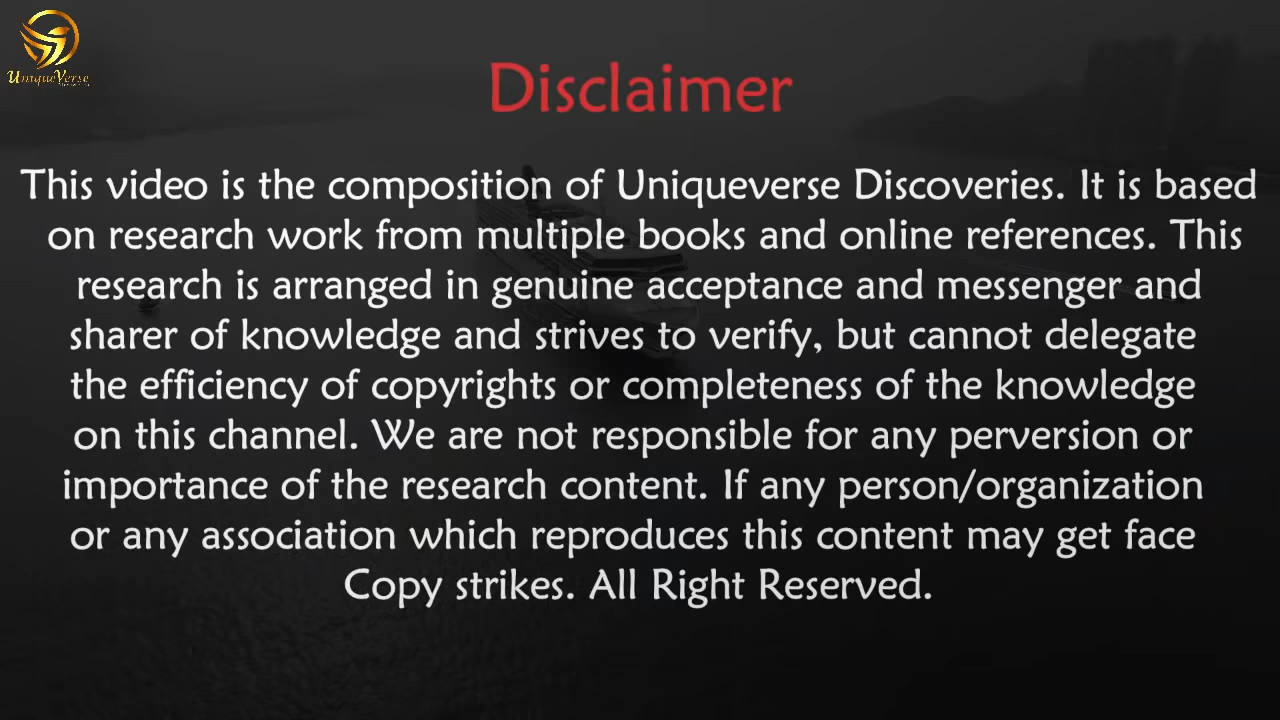 UniqueVerse
Disclaimer
This video is the composition of Uniqueverse Discoveries. It is based
on research work from multiple books and online references. This
research is arranged in genuine acceptance and messenger and
sharer of knowledge and strives to verify, but cannot delegate
the efficiency of copyrights or completeness of the knowledge
on this channel. We are not responsible for any perversion or
importance of the research content. If any person/organization
or any association which reproduces this content may get face
Copy strikes. All Right Reserved.